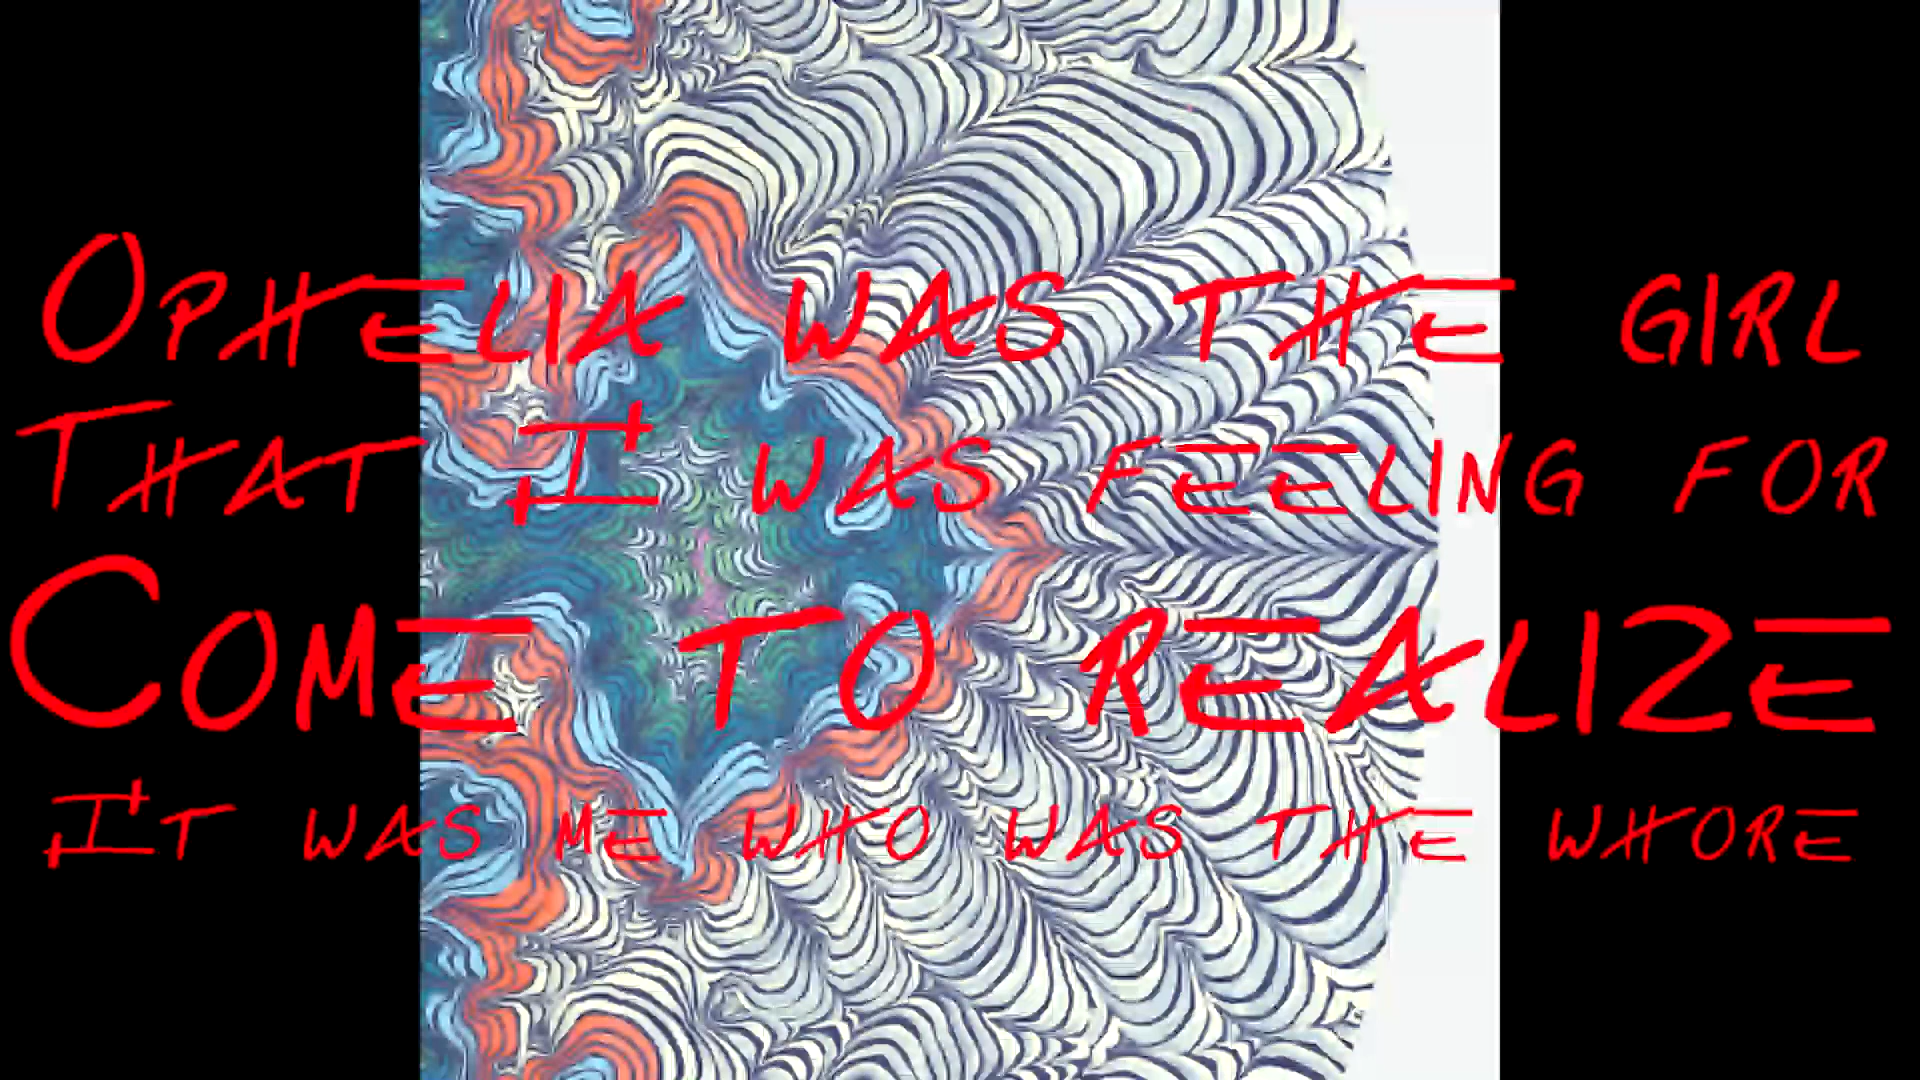 Ophelia was the girl
That I was feeling for
Come to realize
It was me who was the whore